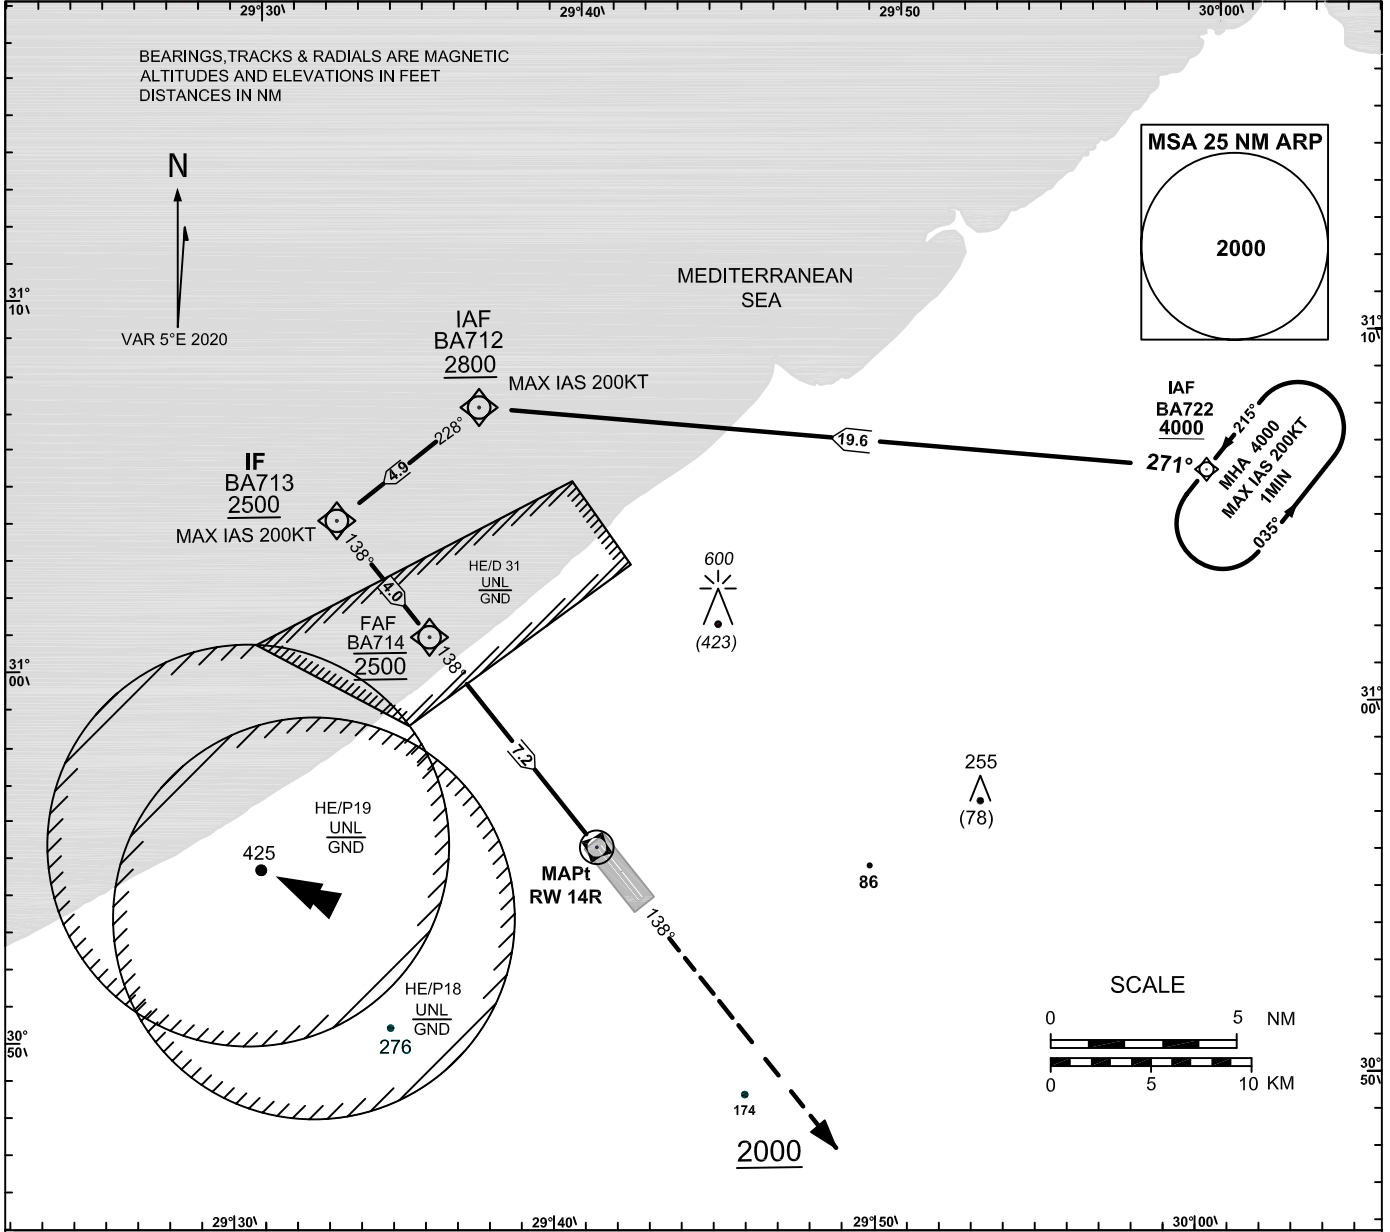 29°30'
29°40'
29°50'
30°00'
BEARINGS,TRACKS & RADIALS ARE MAGNETIC
ALTITUDES AND ELEVATIONS IN FEET
DISTANCES IN NM
N
VAR 5°E 2020
MSA 25 NM ARP
2000
MEDITERRANEAN
SEA
31°
10\
31°
10\
IAF
BA712
2800
MAX IAS 200KT
228°
4.9
19.6
IAF
BA722
4000
271°
215°
MHA 4000
MAX IAS 200KT
1MIN
035°
IF
BA713
2500
MAX IAS 200KT
138°
4.0
HE/D 31
UNL
GND
FAF
BA714
2500
138°
600
(423)
31°
00\
31°
00\
7.2
255
(78)
HE/P19
UNL
GND
425
MAPt
RW 14R
86
138°
HE/P18
UNL
GND
276
SCALE
0 5 NM
0 5 10 KM
30°
50\
30°
50\
174
2000
29°30\
29°40\
29°50\
30°00\